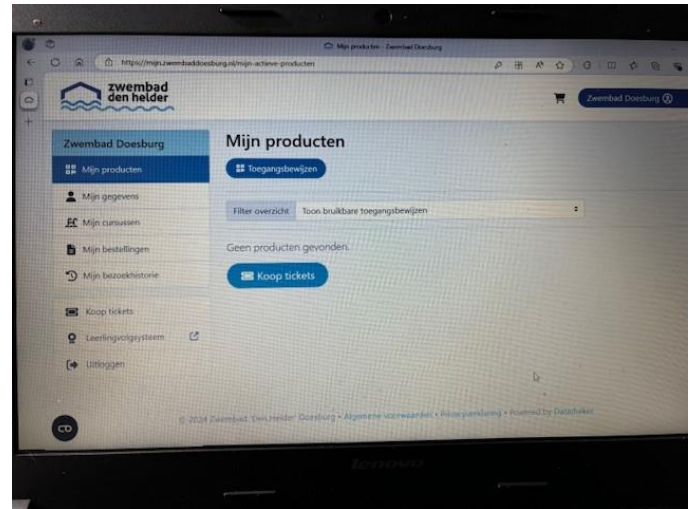 Mijn producten - Zwembad Doesburg
https://mijn.zwembaddoesburg.nl/mijn-actieve-producten
zwembad
den helder
Zwembad Doesburg
Zwembad Doesburg
Mijn producten
Mijn gegevens
Mijn cursussen
Mijn bestellingen
Mijn bezoekhistorie
Koop tickets
Leerlingvolgsysteem
Uitloggen
Mijn producten
Toegangsbewijzen
Filter overzicht Toon bruikbare toegangsbewijzen
Geen producten gevonden.
Koop tickets
© 2024 Zwembad 'Den Helder' Doesburg • Algemene voorwaarden • Privacyverklaring • Powered by
lenovo